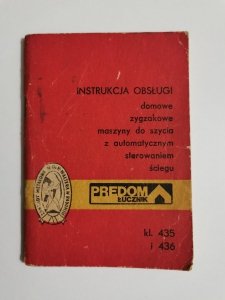 INSTRUKCJA OBSŁUGI
domowe
zygzakowe
maszyny do szycia
z automatycznym
sterowaniem
ściegu
PREDOM
ŁUCZNIK
kl. 435
i 436